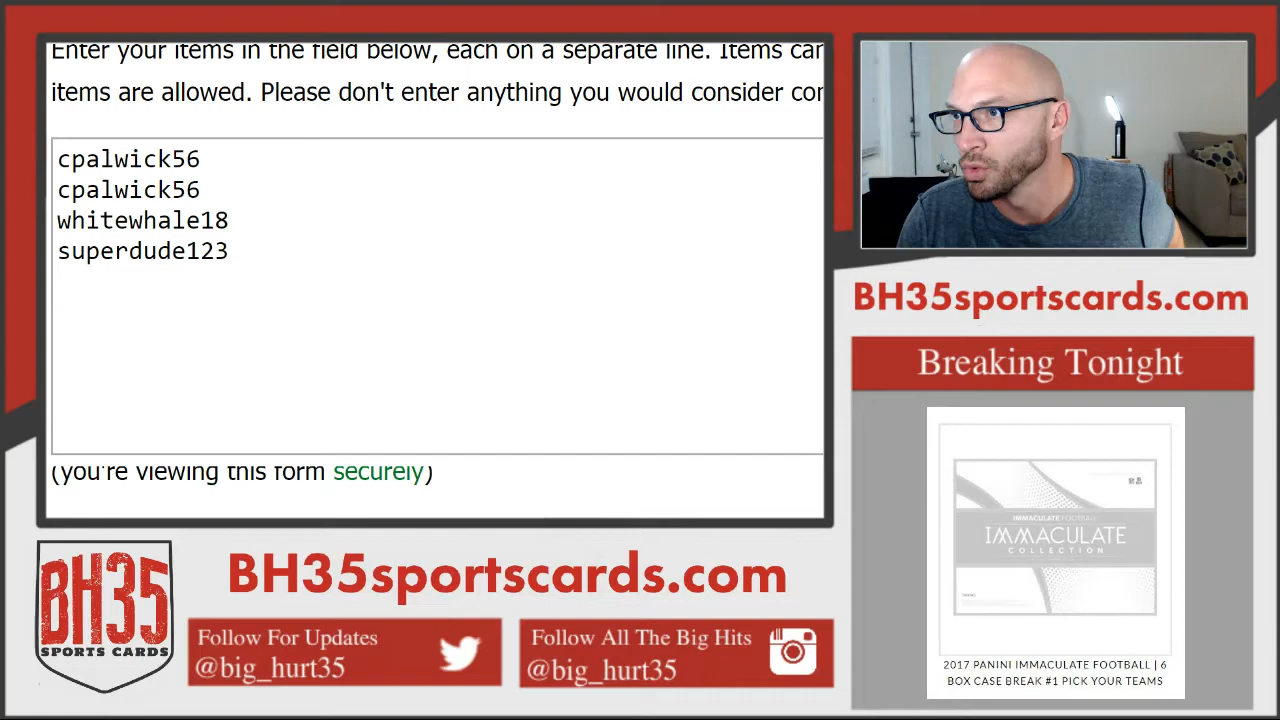 Enter your items in the field below, each on a separate line. Items car
items are allowed. Please don't enter anything you would consider cor
cpalwick56
cpalwick56
whitewhale18
superdude123
(you're viewing this form securely)
BH35sportscards.com
Breaking Tonight
IMMACULATE FOOTBALL
IMMACULATE
COLLECTION
2017 PANINI IMMACULATE FOOTBALL | 6
BOX CASE BREAK #1 PICK YOUR TEAMS
BH35
SPORTS CARDS
BH35sportscards.com
Follow For Updates
@big_hurt35
Follow All The Big Hits
@big_hurt35